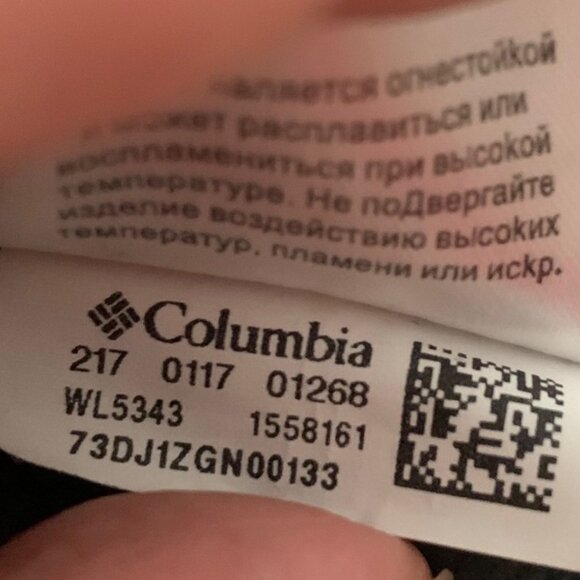 огнестойкой
может расплавиться или
воспламениться при высокой
температуре. Не поДвергайте
изделие воздействию высоких
температур, пламени или искр.
Columbia
217 0117 01268
WL5343 1558161
73DJ1ZGN00133